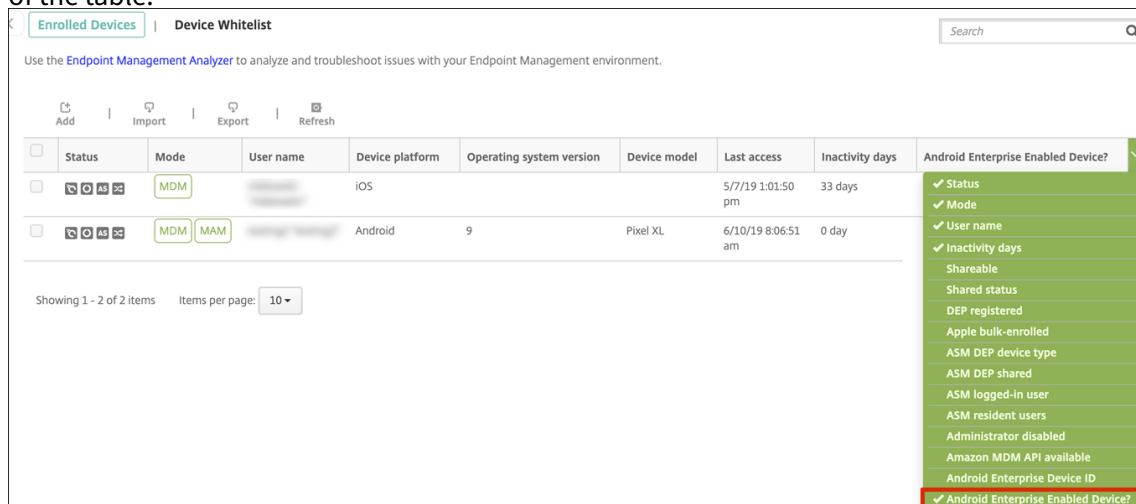 of the table.
Enrolled Devices | Device Whitelist
Search
Use the Endpoint Management Analyzer to analyze and troubleshoot issues with your Endpoint Management environment.
Add | Import | Export | Refresh
Status Mode User name Device platform Operating system version Device model Last access Inactivity days Android Enterprise Enabled Device?
AS MDM iOS 5/7/19 1:01:50 33 days
pm
AS MDM MAM Android 9 Pixel XL 6/10/19 8:06:51 0 day
am
Showing 1 - 2 of 2 items Items per page: 10
Status
Mode
User name
Inactivity days
Shareable
Shared status
DEP registered
Apple bulk-enrolled
ASM DEP device type
ASM DEP shared
ASM logged-in user
ASM resident users
Administrator disabled
Amazon MDM API available
Android Enterprise Device ID
Android Enterprise Enabled Device?